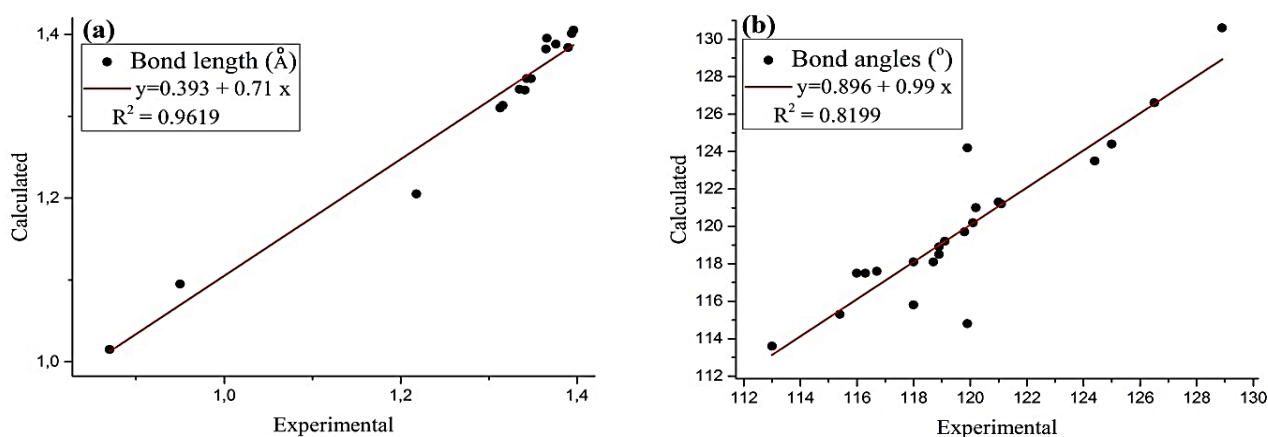 (a)
Bond length (Å)
y=0.393 + 0.71 x
R² = 0.9619
1,4
1,2
1,0
Calculated
1,0 1,2 1,4
Experimental
(b)
Bond angles (°)
y=0.896 + 0.99 x
R² = 0.8199
130
128
126
124
122
120
118
116
114
112
Calculated
112 114 116 118 120 122 124 126 128 130
Experimental